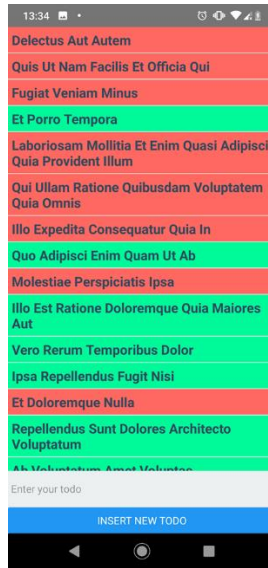 13:34
Delectus Aut Autem
Quis Ut Nam Facilis Et Officia Qui
Fugiat Veniam Minus
Et Porro Tempora
Laboriosam Mollitia Et Enim Quasi Adipisci
Quia Provident Illum
Qui Ullam Ratione Quibusdam Voluptatem
Quia Omnis
Illo Expedita Consequatur Quia In
Quo Adipisci Enim Quam Ut Ab
Molestiae Perspiciatis Ipsa
Illo Est Ratione Doloremque Quia Maiores
Aut
Vero Rerum Temporibus Dolor
Ipsa Repellendus Fugit Nisi
Et Doloremque Nulla
Repellendus Sunt Dolores Architecto
Voluptatum
Ab Voluptatum Amet Voluptas
Enter your todo
INSERT NEW TODO